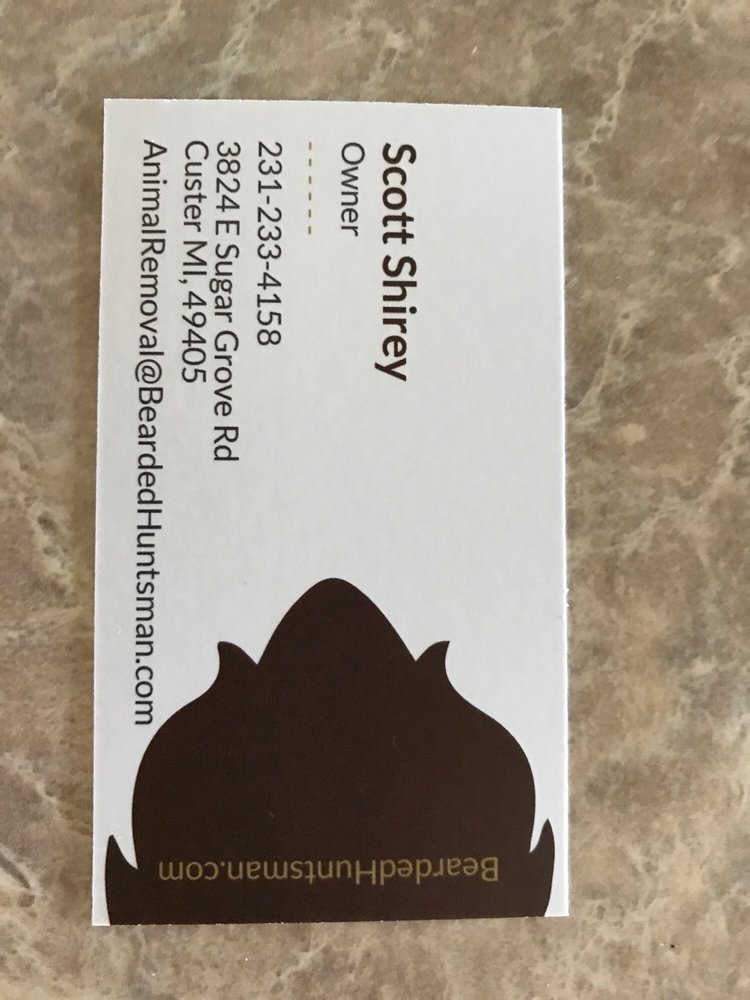 Scott Shirey
Owner
------
231-233-4158
3824 E Sugar Grove Rd
Custer MI, 49405
AnimalRemoval@BeardedHuntsman.com
BeardedHuntsman.com